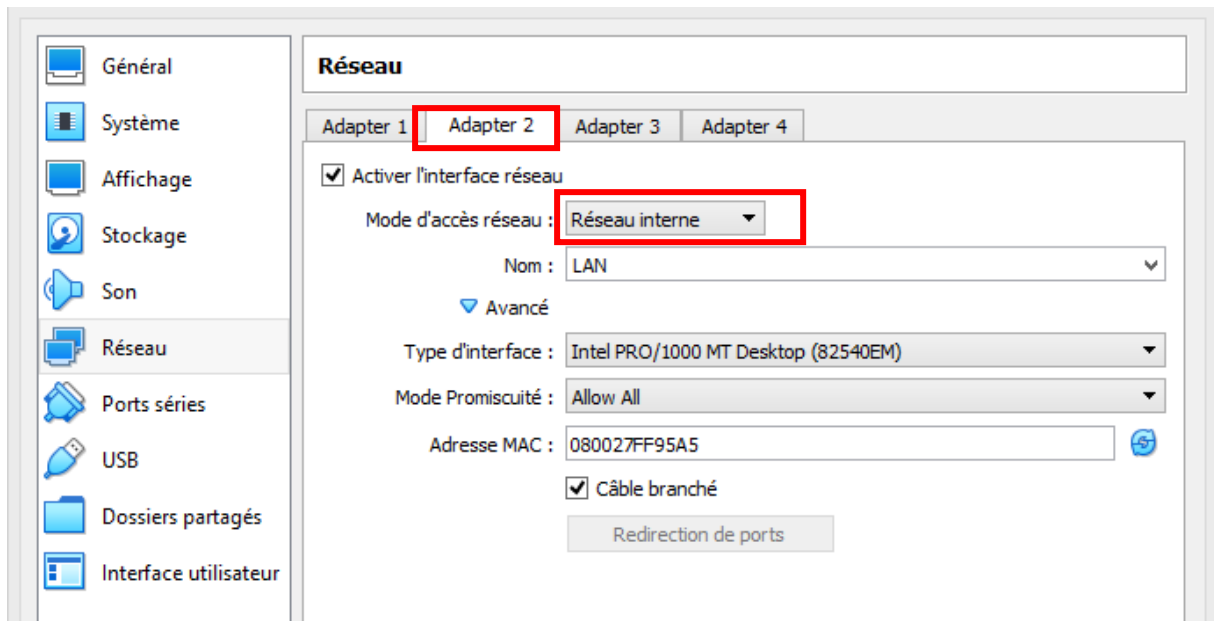 Général
Système
Affichage
Stockage
Son
Réseau
Ports séries
USB
Dossiers partagés
Interface utilisateur
Réseau
Adapter 1 Adapter 2 Adapter 3 Adapter 4
Activer l'interface réseau
Mode d'accès réseau : Réseau interne
Nom : LAN
Avancé
Type d'interface : Intel PRO/1000 MT Desktop (82540EM)
Mode Promiscuité : Allow All
Adresse MAC : 080027FF95A5
Câble branché
Redirection de ports